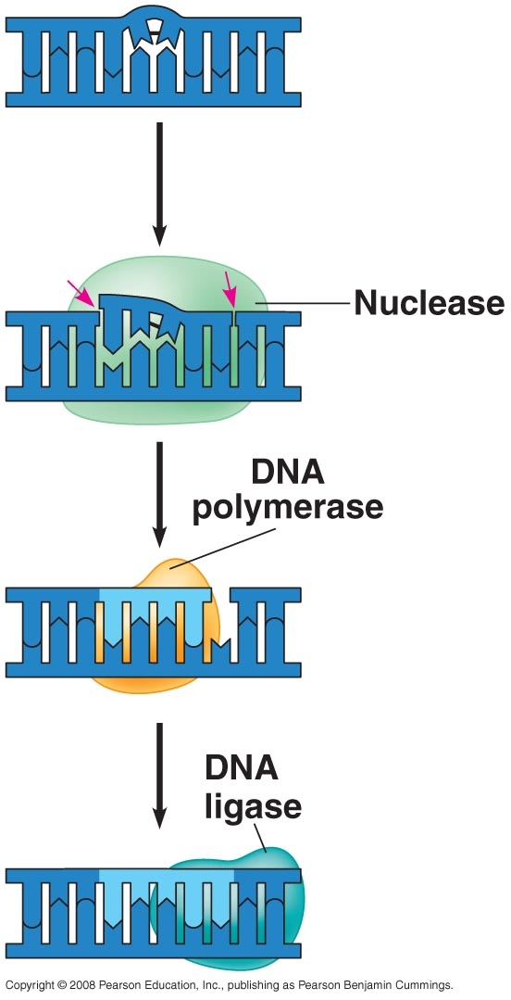 Nuclease
DNA
polymerase
DNA
ligase
Copyright © 2008 Pearson Education, Inc., publishing as Pearson Benjamin Cummings.